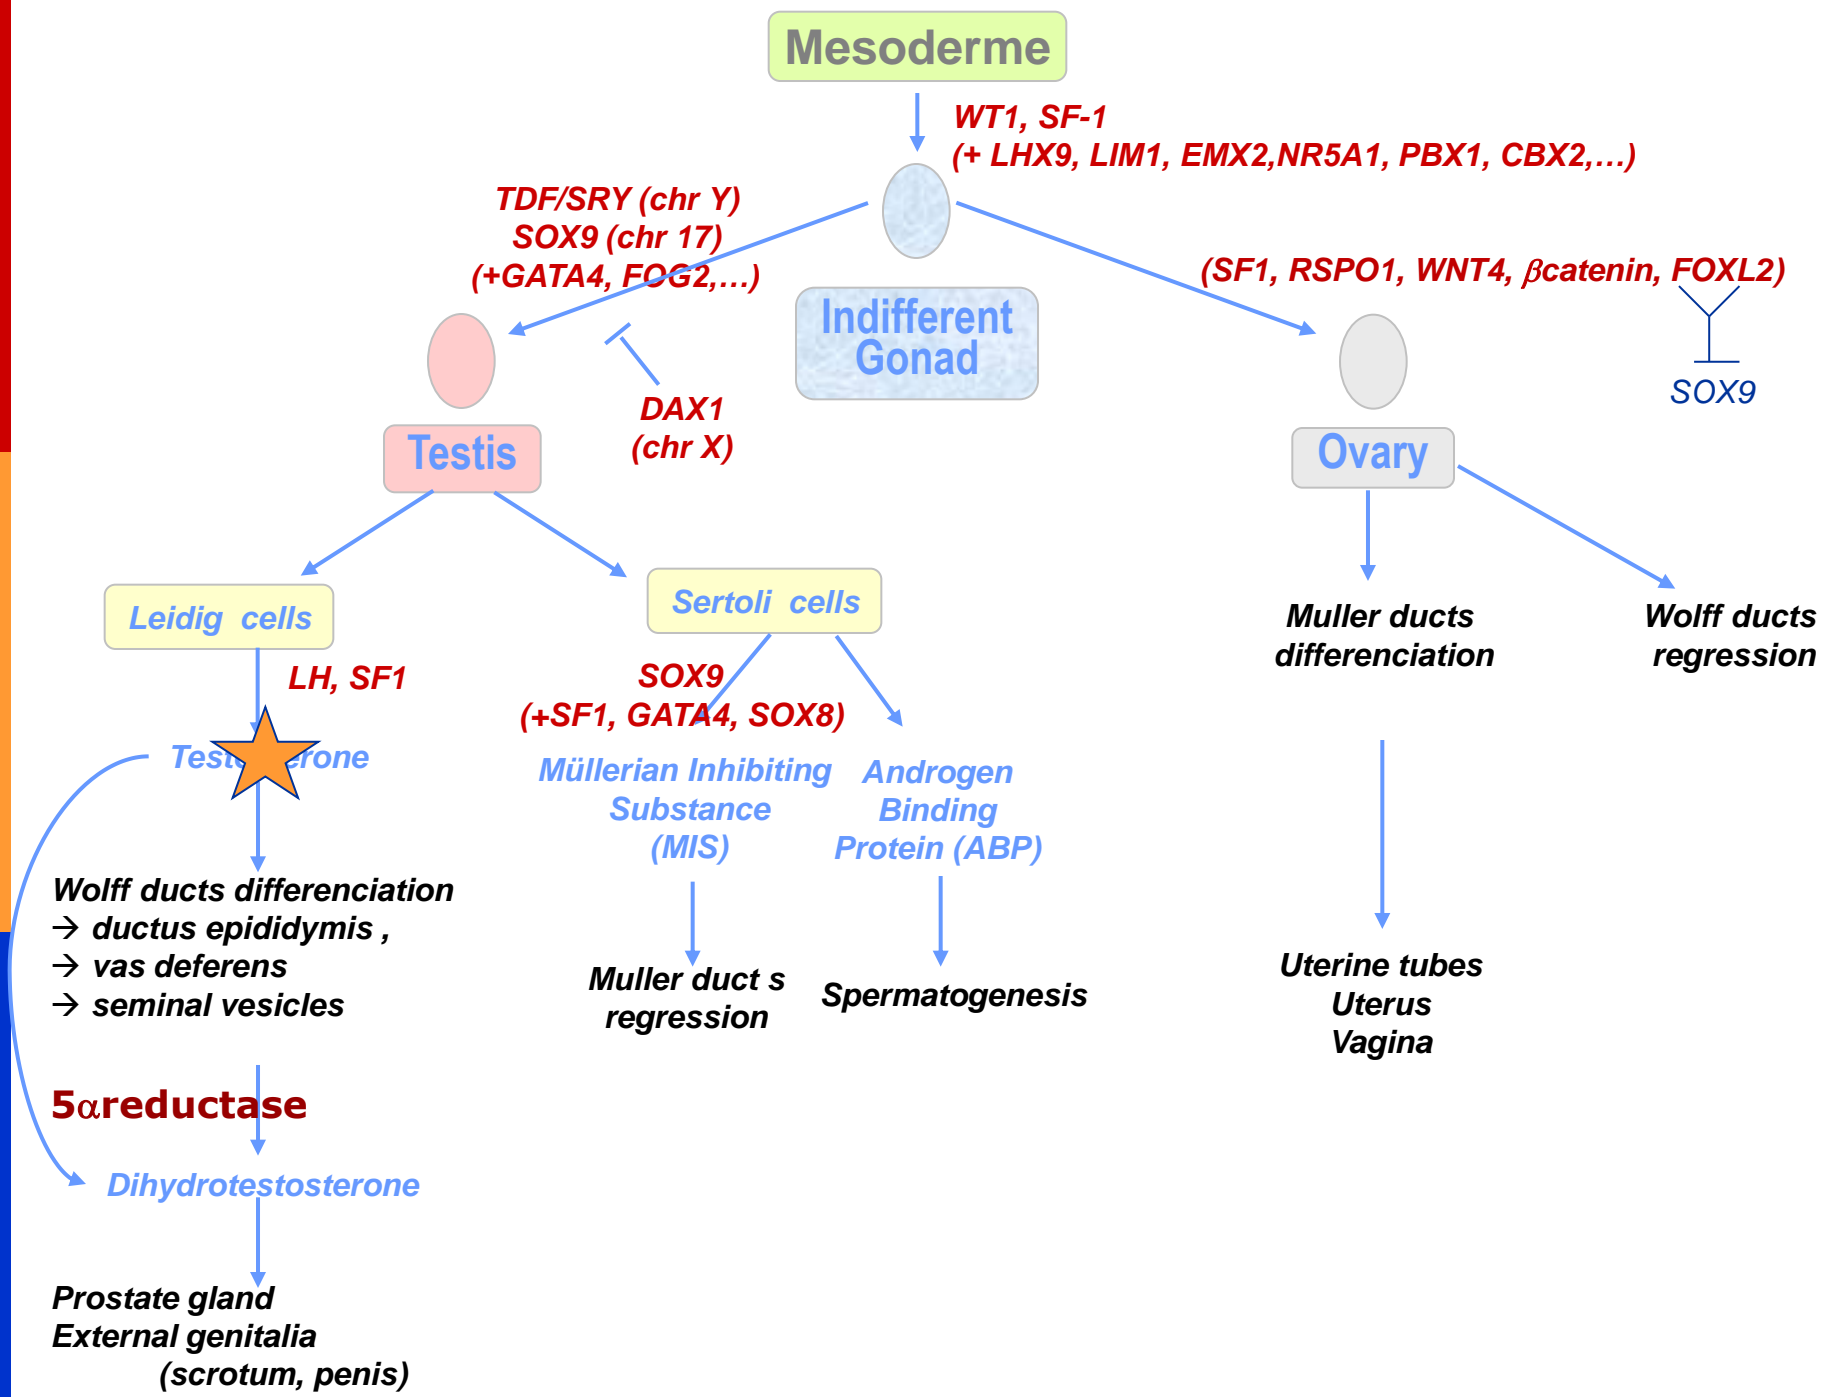 Mesoderme
WT1, SF-1
(+ LHX9, LIM1, EMX2,NR5A1, PBX1, CBX2,…)
TDF/SRY (chr Y)
SOX9 (chr 17)
(+GATA4, FOG2,…)
(SF1, RSPO1, WNT4, βcatenin, FOXL2)
Indifferent
Gonad
SOX9
DAX1
(chr X)
Testis
Ovary
Leidig cells
Sertoli cells
Muller ducts
differenciation
Wolff ducts
regression
LH, SF1
SOX9
(+SF1, GATA4, SOX8)
Müllerian Inhibiting
Substance
(MIS)
Androgen
Binding
Protein (ABP)
Wolff ducts differenciation
→ ductus epididymis ,
→ vas deferens
→ seminal vesicles
Muller duct s
regression
Spermatogenesis
Uterine tubes
Uterus
Vagina
5αreductase
Dihydrotestosterone
Prostate gland
External genitalia
(scrotum, penis)